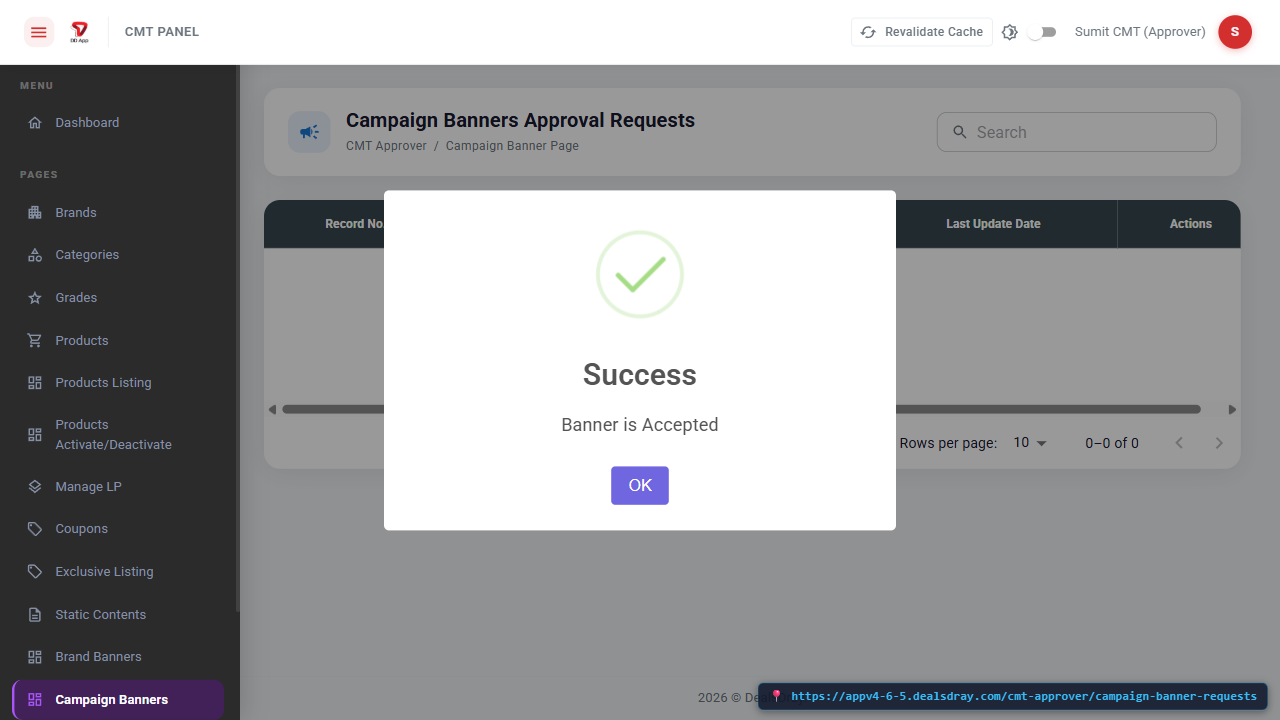 DD App
CMT PANEL
Revalidate Cache
Sumit CMT (Approver)
S
MENU
Dashboard
PAGES
Brands
Categories
Grades
Products
Products Listing
Products
Activate/Deactivate
Manage LP
Coupons
Exclusive Listing
Static Contents
Brand Banners
Campaign Banners
Campaign Banners Approval Requests
CMT Approver / Campaign Banner Page
Search
Record No.
Last Update Date
Actions
Success
Banner is Accepted
OK
Rows per page:
10
0–0 of 0
2026 © De
https://appv4-6-5.dealsdray.com/cmt-approver/campaign-banner-requests